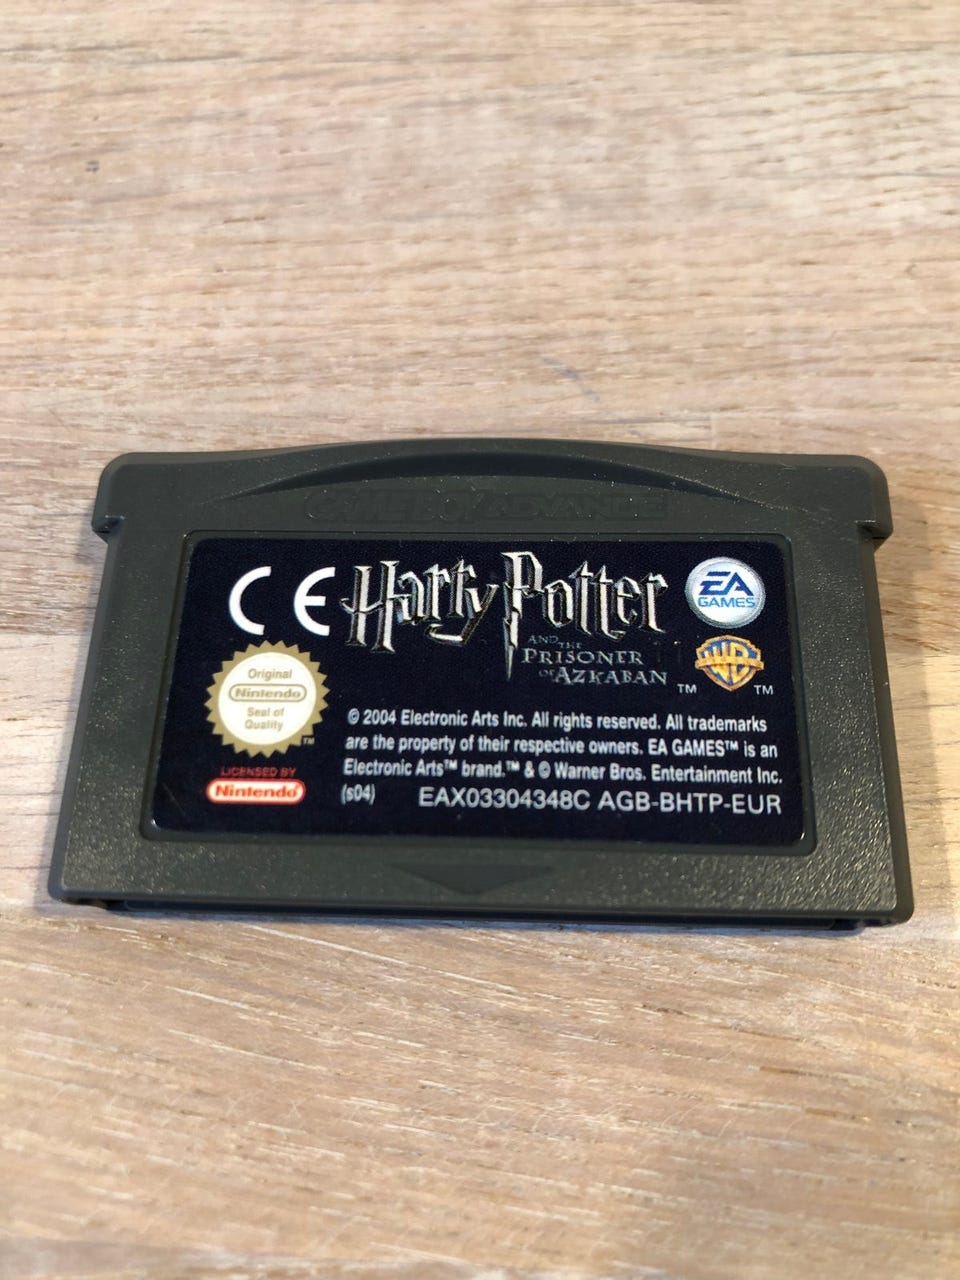 GAME BOY ADVANCE
CE
Harry Potter
AND THE
PRISONER
OF AZKABAN
TM
EA
GAMES
WB
TM
Original
Nintendo
Seal of
Quality
TM
LICENSED BY
Nintendo
© 2004 Electronic Arts Inc. All rights reserved. All trademarks
are the property of their respective owners. EA GAMES™ is an
Electronic Arts™ brand.™ & © Warner Bros. Entertainment Inc.
(s04) EAX03304348C AGB-BHTP-EUR